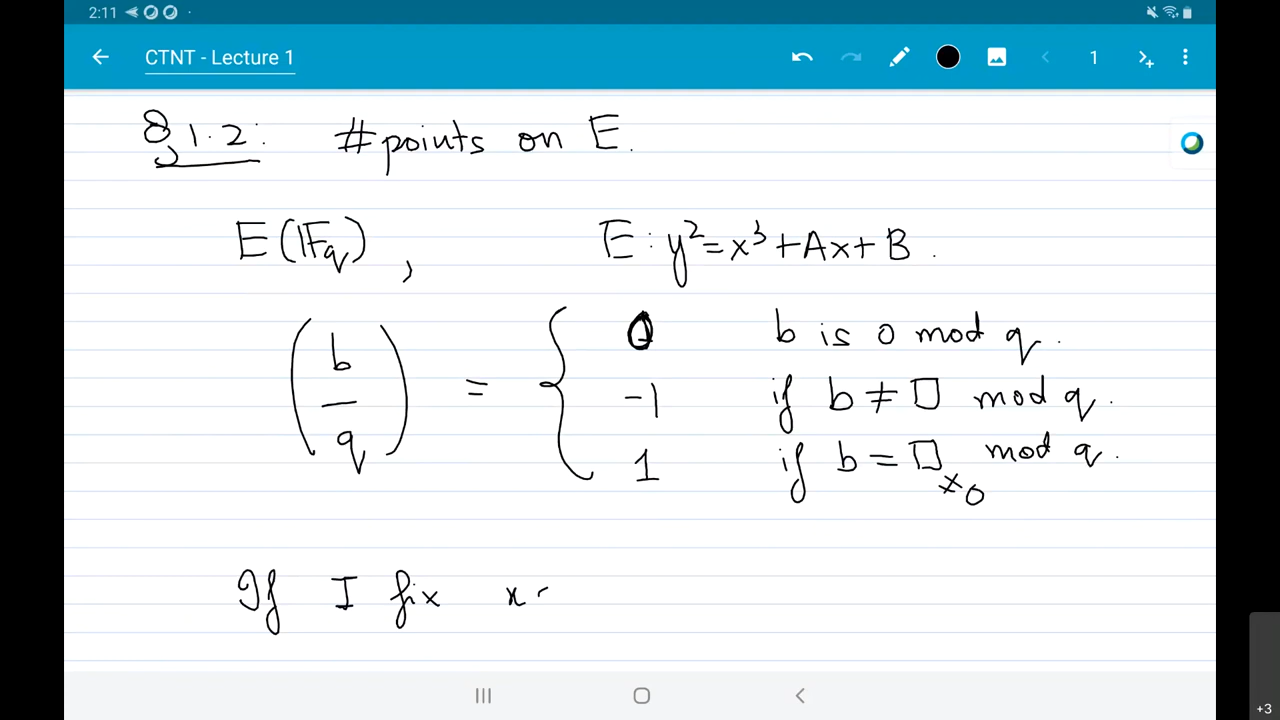 2:11
CTNT - Lecture 1
1
§ 1.2: #points on E.
E(𝔽q), E: y²=x³+Ax+B.
(b/q) = { 0 b is 0 mod q.
-1 if b ≠ □ mod q.
1 if b = □ mod q.
≠0
If I fix x
+3